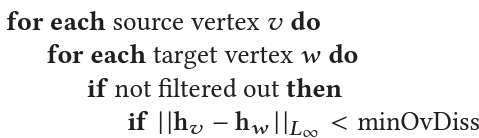 for each source vertex v do
for each target vertex w do
if not filtered out then
if ||h_v − h_w||_{L_∞} < minOvDiss